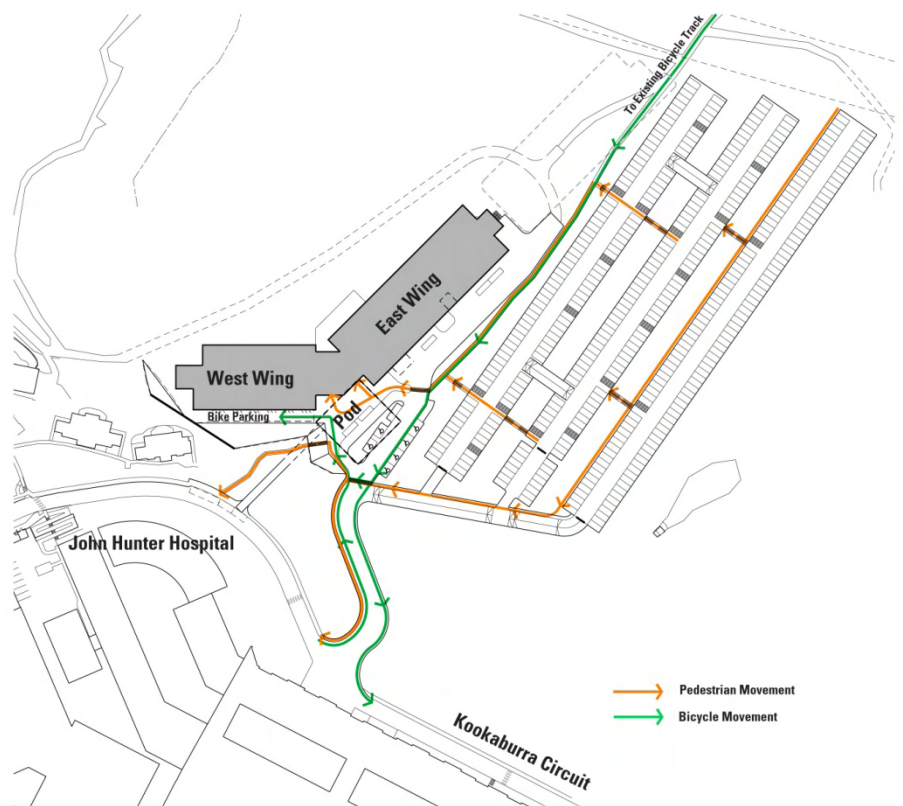 To Existing Bicycle Track
East Wing
West Wing
Bike Parking
Pod
John Hunter Hospital
Pedestrian Movement
Bicycle Movement
Kookaburra Circuit